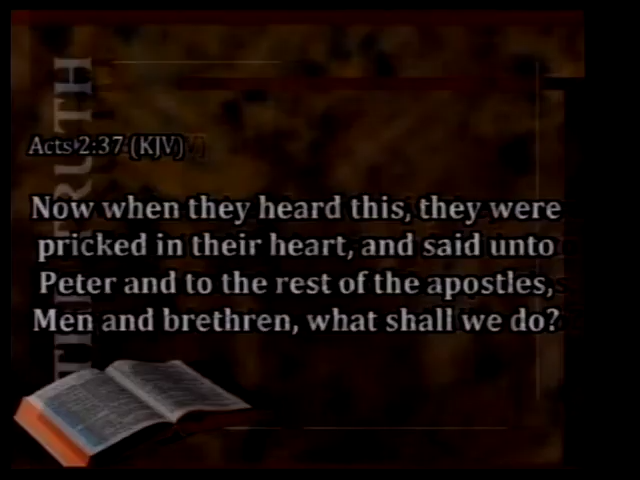 Acts 2:37 (KJV)
Now when they heard this, they were
pricked in their heart, and said unto
Peter and to the rest of the apostles,
Men and brethren, what shall we do?
TRUTH